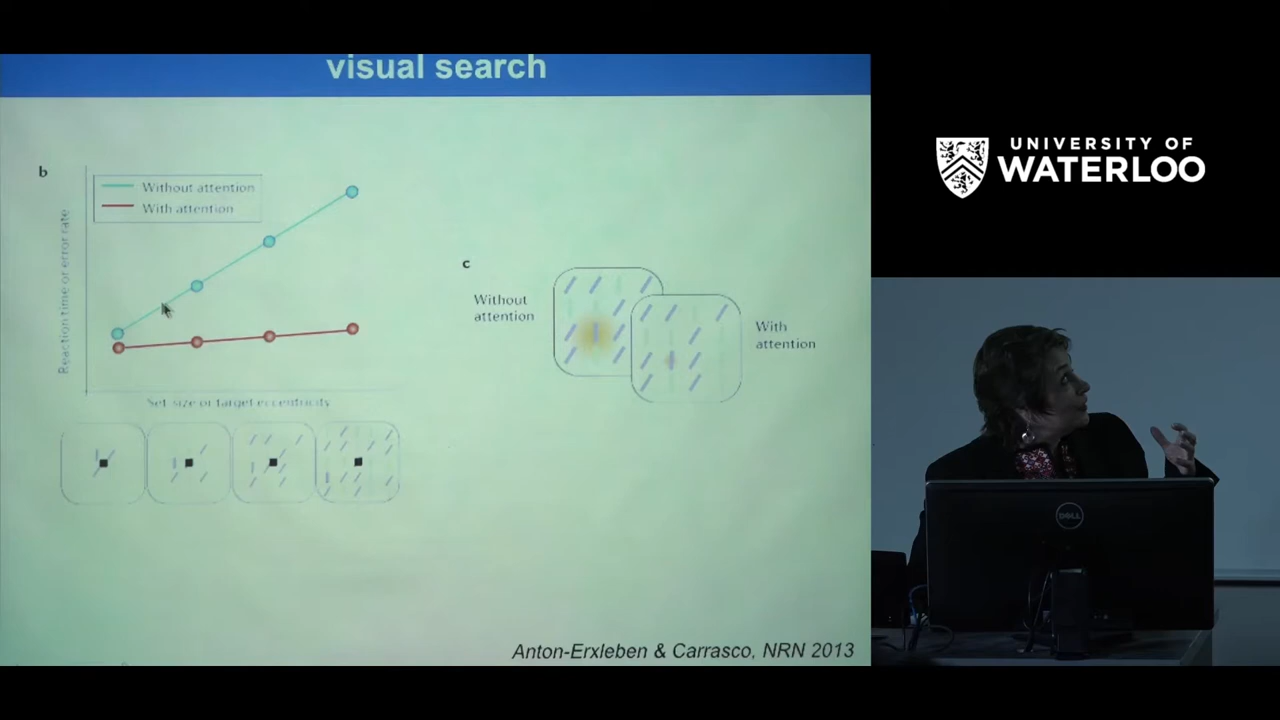 visual search
b
Without attention
With attention
Reaction time or error rate
Set size or target eccentricity
c
Without
attention
With
attention
Anton-Erxleben & Carrasco, NRN 2013
UNIVERSITY OF
WATERLOO
DELL